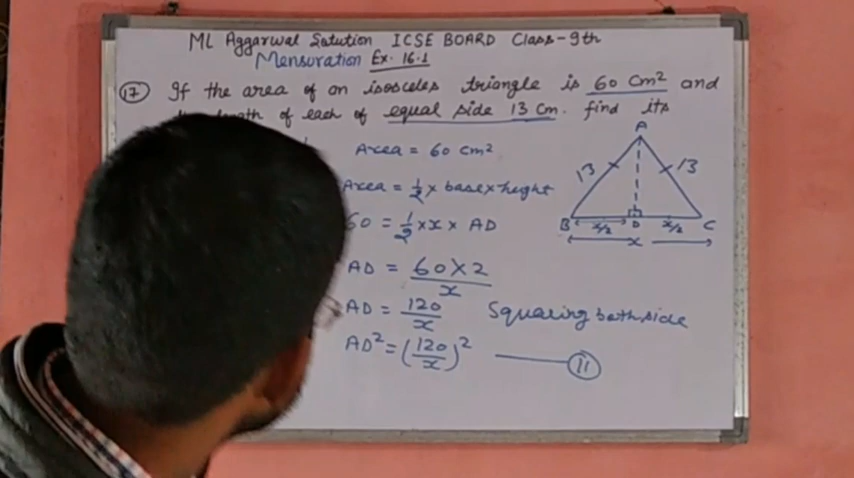 ML Aggarwal Solution ICSE BOARD Class-9th
Mensuration Ex. 16.1
17 If the area of an isosceles triangle is 60 cm² and
of each of equal side 13 cm. find its
Area = 60 cm²
Area = 1/2 × base × height
60 = 1/2 × x × AD
AD = 60×2/x
AD = 120/x Squaring both side
AD² = (120/x)² 11
A
13 13
B x/2 D x/2 C
x